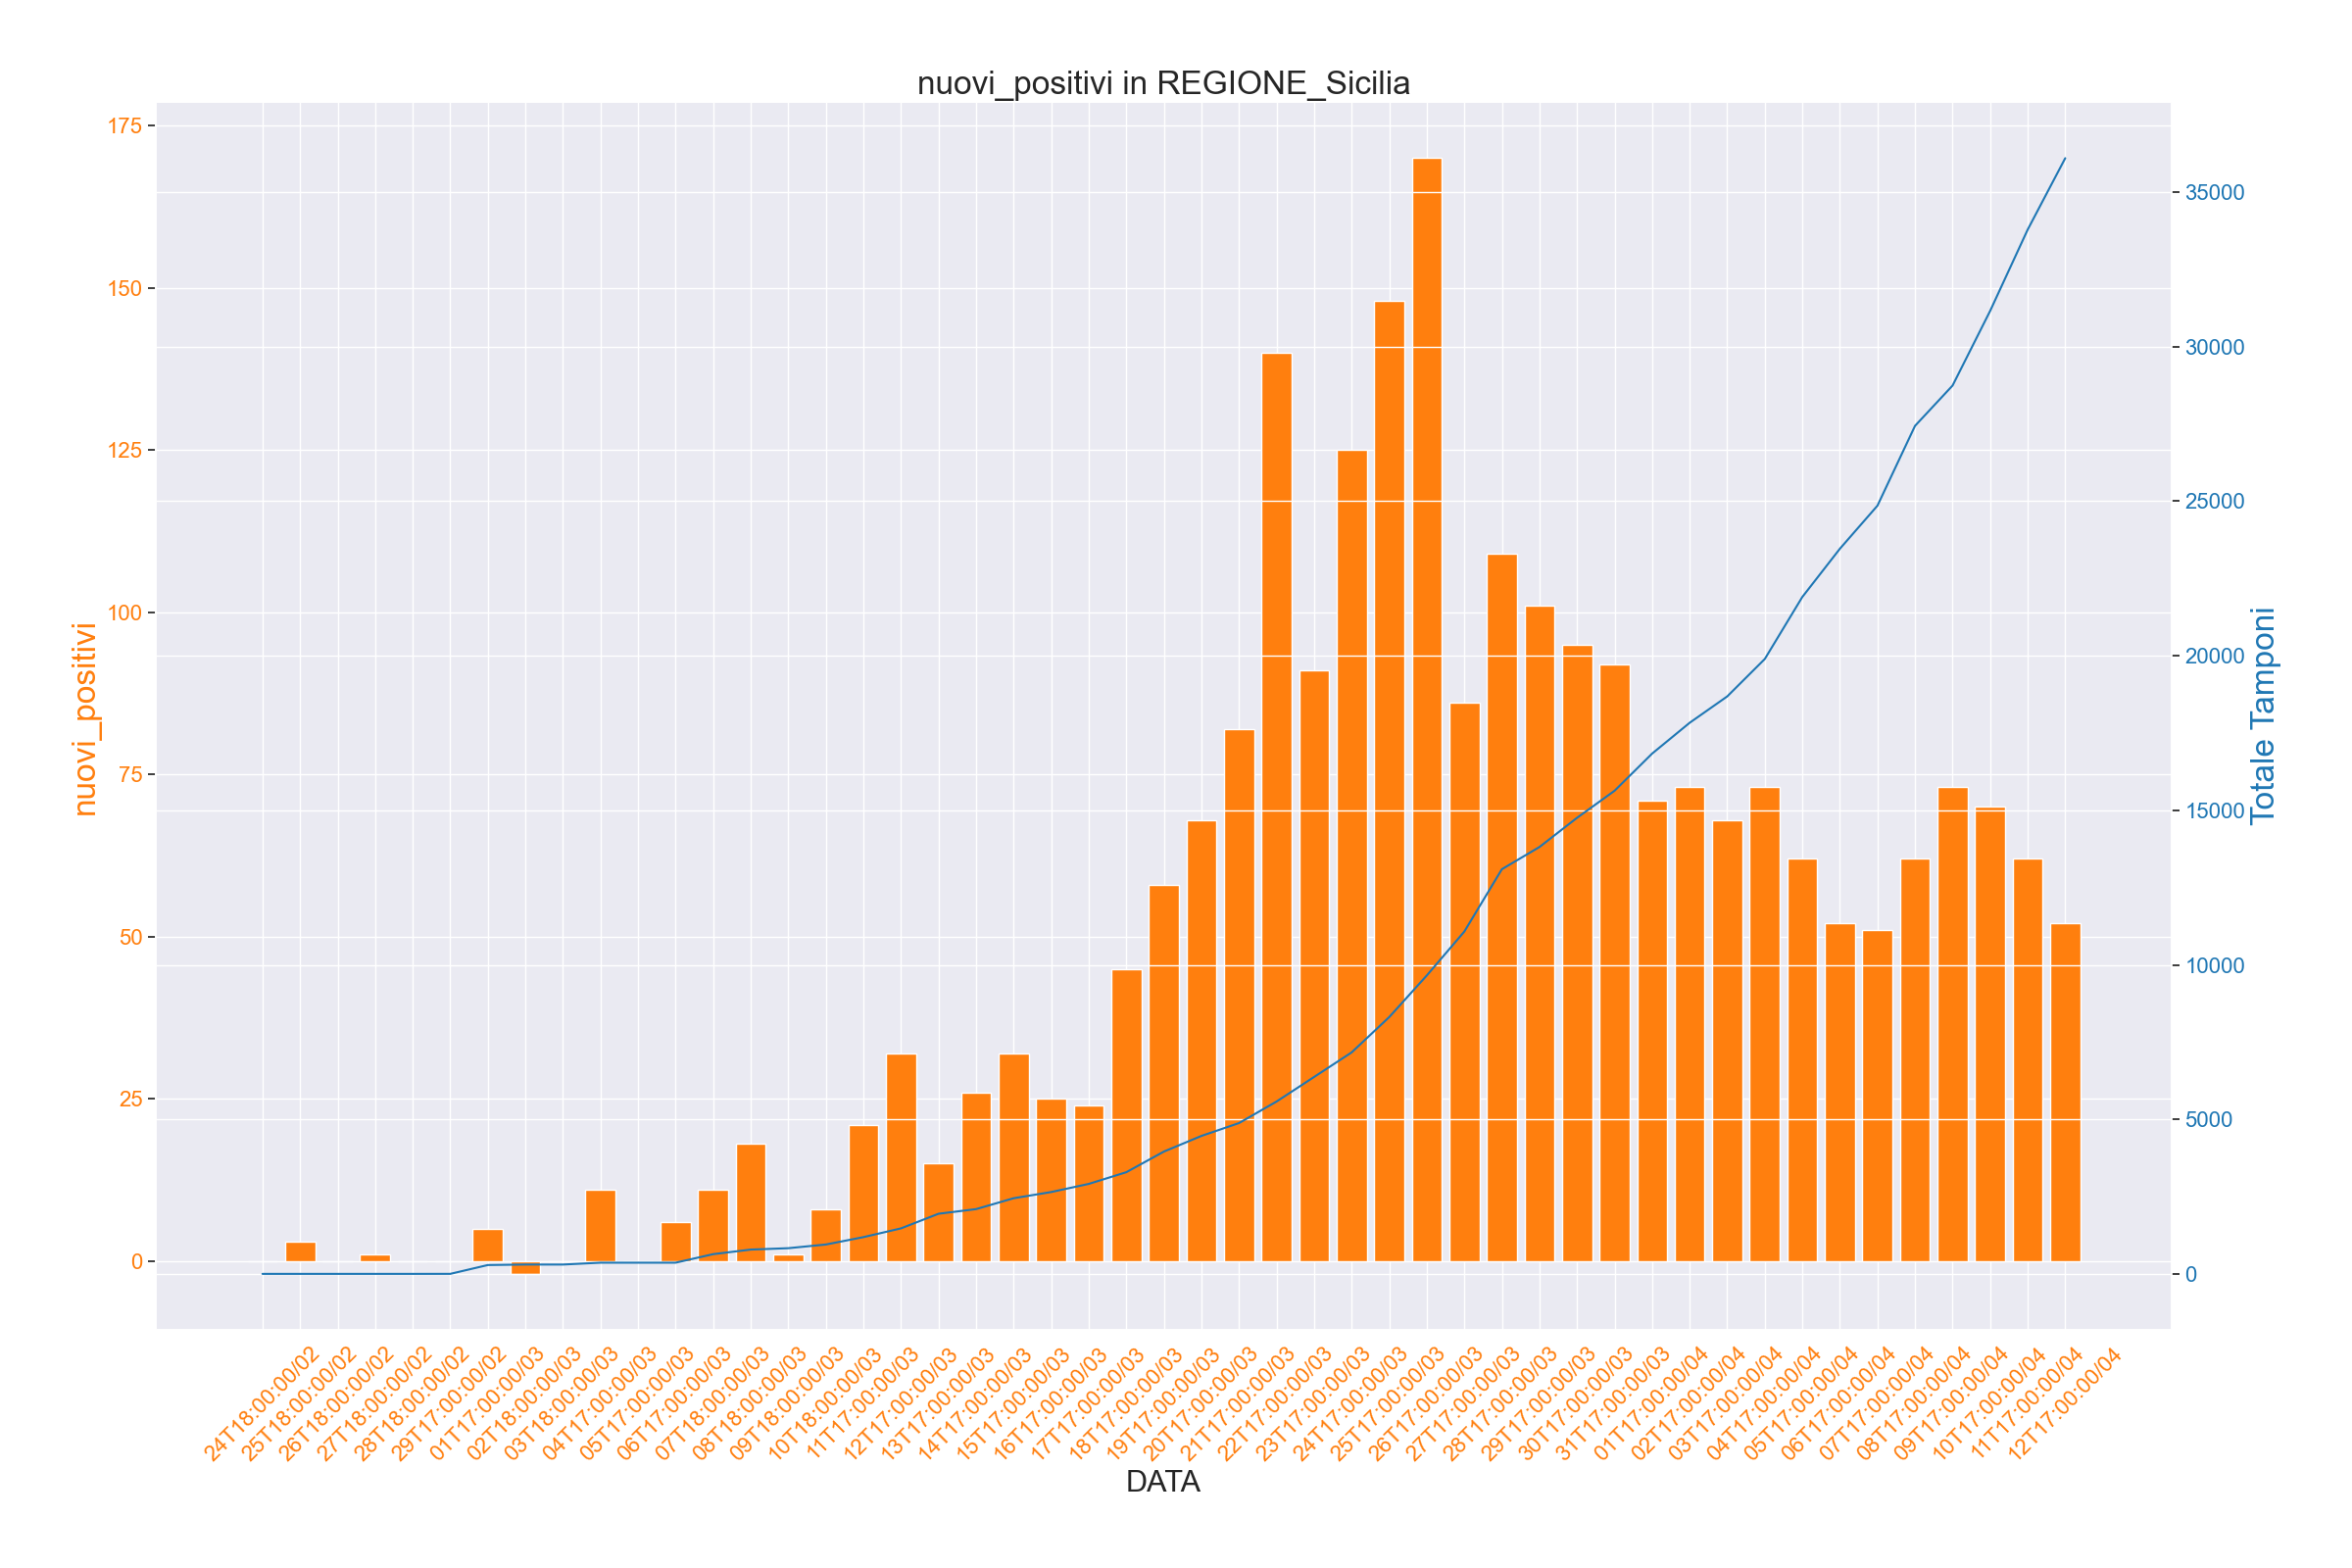 nuovi_positivi in REGIONE_Sicilia
nuovi_positivi
175
150
125
100
75
50
25
0
35000
30000
25000
20000
15000
10000
5000
0
Totale Tamponi
24T18:00:00/02
25T18:00:00/02
26T18:00:00/02
27T18:00:00/02
28T18:00:00/02
29T17:00:00/02
01T17:00:00/03
02T18:00:00/03
03T18:00:00/03
04T17:00:00/03
05T17:00:00/03
06T17:00:00/03
07T18:00:00/03
08T18:00:00/03
09T18:00:00/03
10T18:00:00/03
11T17:00:00/03
12T17:00:00/03
13T17:00:00/03
14T17:00:00/03
15T17:00:00/03
16T17:00:00/03
17T17:00:00/03
18T17:00:00/03
19T17:00:00/03
20T17:00:00/03
21T17:00:00/03
22T17:00:00/03
23T17:00:00/03
24T17:00:00/03
25T17:00:00/03
26T17:00:00/03
27T17:00:00/03
28T17:00:00/03
29T17:00:00/03
30T17:00:00/03
31T17:00:00/03
01T17:00:00/04
02T17:00:00/04
03T17:00:00/04
04T17:00:00/04
05T17:00:00/04
06T17:00:00/04
07T17:00:00/04
08T17:00:00/04
09T17:00:00/04
10T17:00:00/04
11T17:00:00/04
12T17:00:00/04
DATA